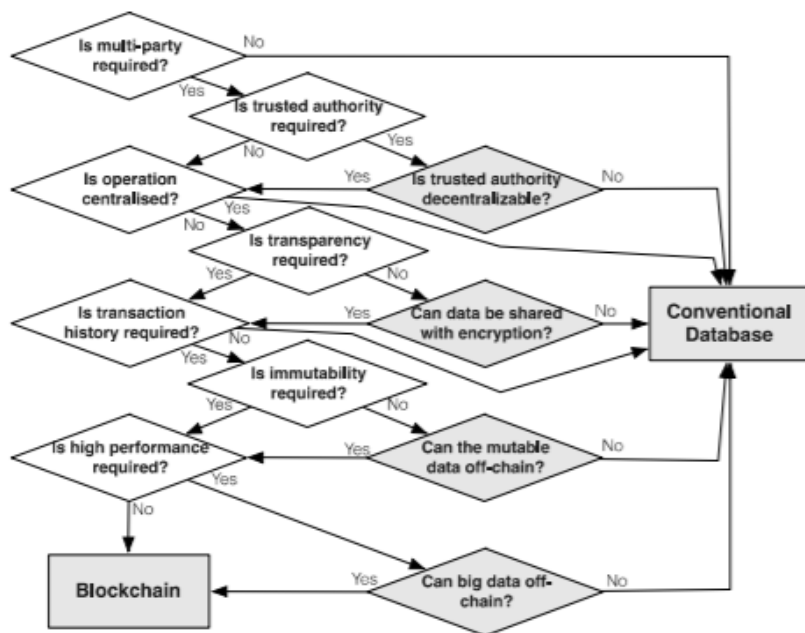 Is multi-party
required?
No
Yes
Is trusted authority
required?
No
Yes
Is operation
centralised?
Yes
Is trusted authority
decentralizable?
No
Yes
No
Is transparency
required?
Yes
No
Is transaction
history required?
Yes
Can data be shared
with encryption?
No
Conventional
Database
No
Yes
Is immutability
required?
Yes
No
Is high performance
required?
Yes
Can the mutable
data off-chain?
No
Yes
No
Blockchain
Yes
Can big data off-
chain?
No